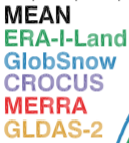 MEAN
ERA-I-Land
GlobSnow
CROCUS
MERRA
GLDAS-2